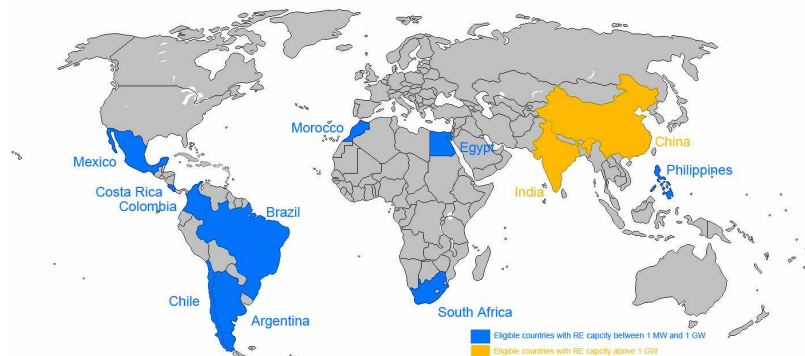 Morocco
Egypt
China
Mexico
Philippines
Costa Rica
India
Colombia
Brazil
Chile
Argentina
South Africa
Eligible countries with RE capcity between 1 MW and 1 GW
Eligible countries with RE capcity above 1 GW